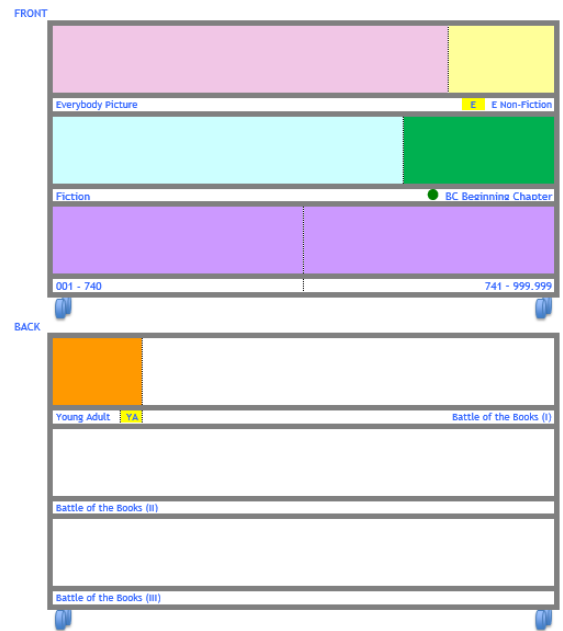 FRONT
Everybody Picture E E Non-Fiction
Fiction BC Beginning Chapter
001 - 740 741 - 999.999
BACK
Young Adult YA Battle of the Books (I)
Battle of the Books (II)
Battle of the Books (III)